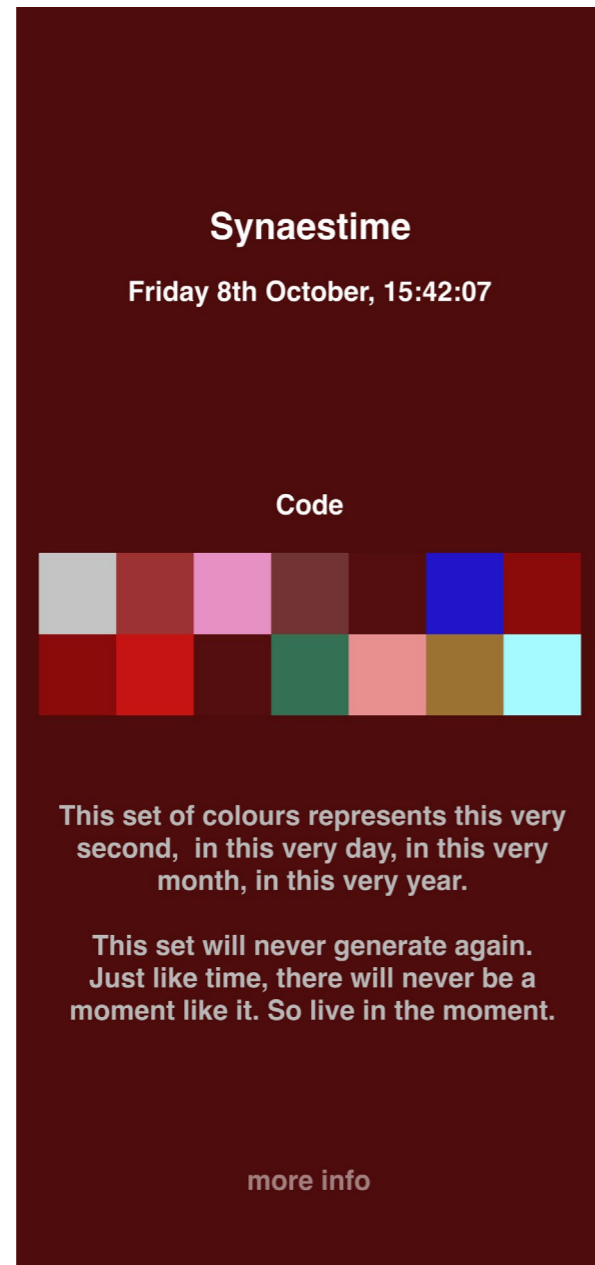 Synaestime
Friday 8th October, 15:42:07
Code
This set of colours represents this very
second,  in this very day, in this very
month, in this very year.
This set will never generate again.
Just like time, there will never be a
moment like it. So live in the moment.
more info